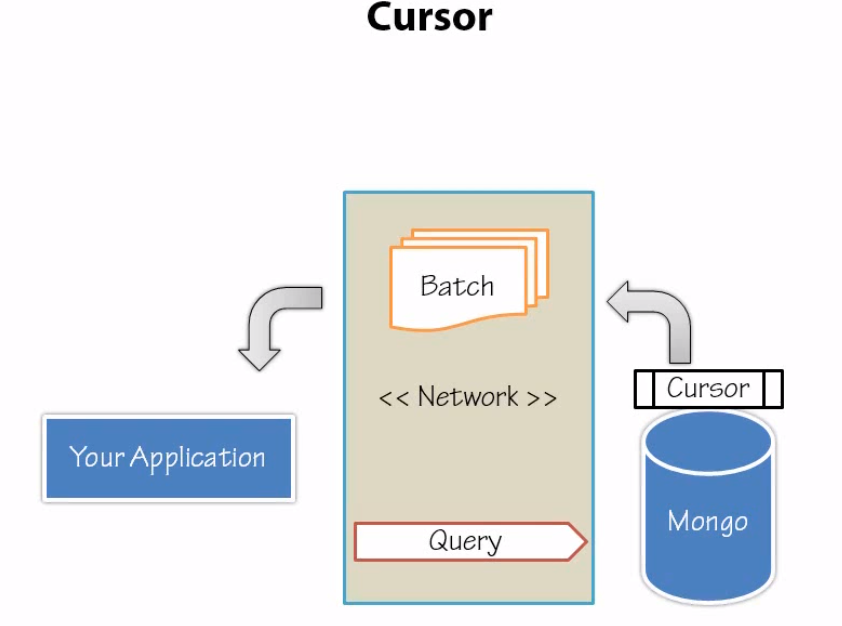 Cursor
Batch
<< Network >>
Cursor
Your Application
Mongo
Query